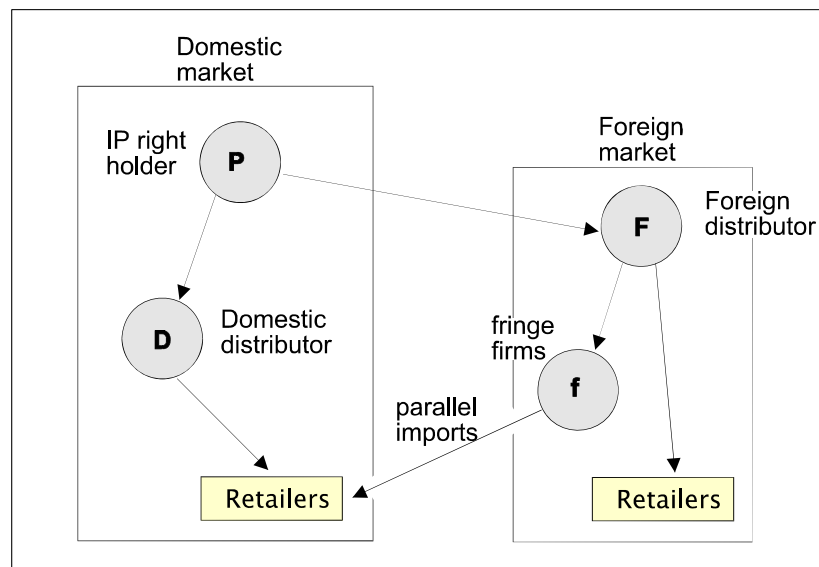 Domestic
market
IP right
holder
P
Foreign
market
F
Foreign
distributor
D
Domestic
distributor
fringe
firms
f
parallel
imports
Retailers
Retailers